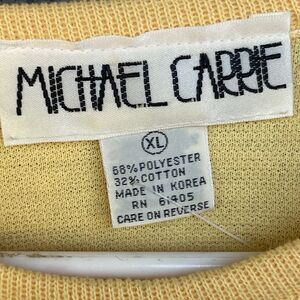 MICHAEL CARRIE
XL
68% POLYESTER
32% COTTON
MADE IN KOREA
RN 61405
CARE ON REVERSE